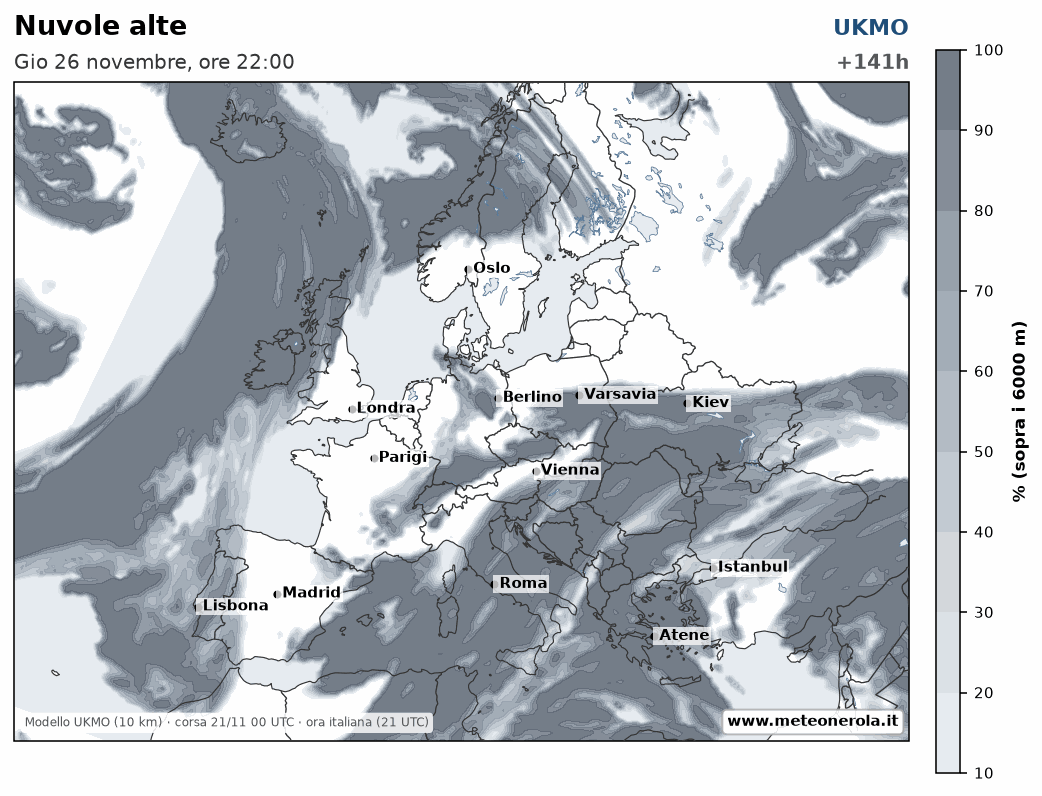 Nuvole alte
UKMO
Gio 26 novembre, ore 22:00
+141h
100
90
80
70
60
50
40
30
20
10
% (sopra i 6000 m)
Oslo
Berlino
Varsavia
Kiev
Londra
Parigi
Vienna
Istanbul
Roma
Madrid
Lisbona
Atene
Modello UKMO (10 km) · corsa 21/11 00 UTC · ora italiana (21 UTC)
www.meteonerola.it